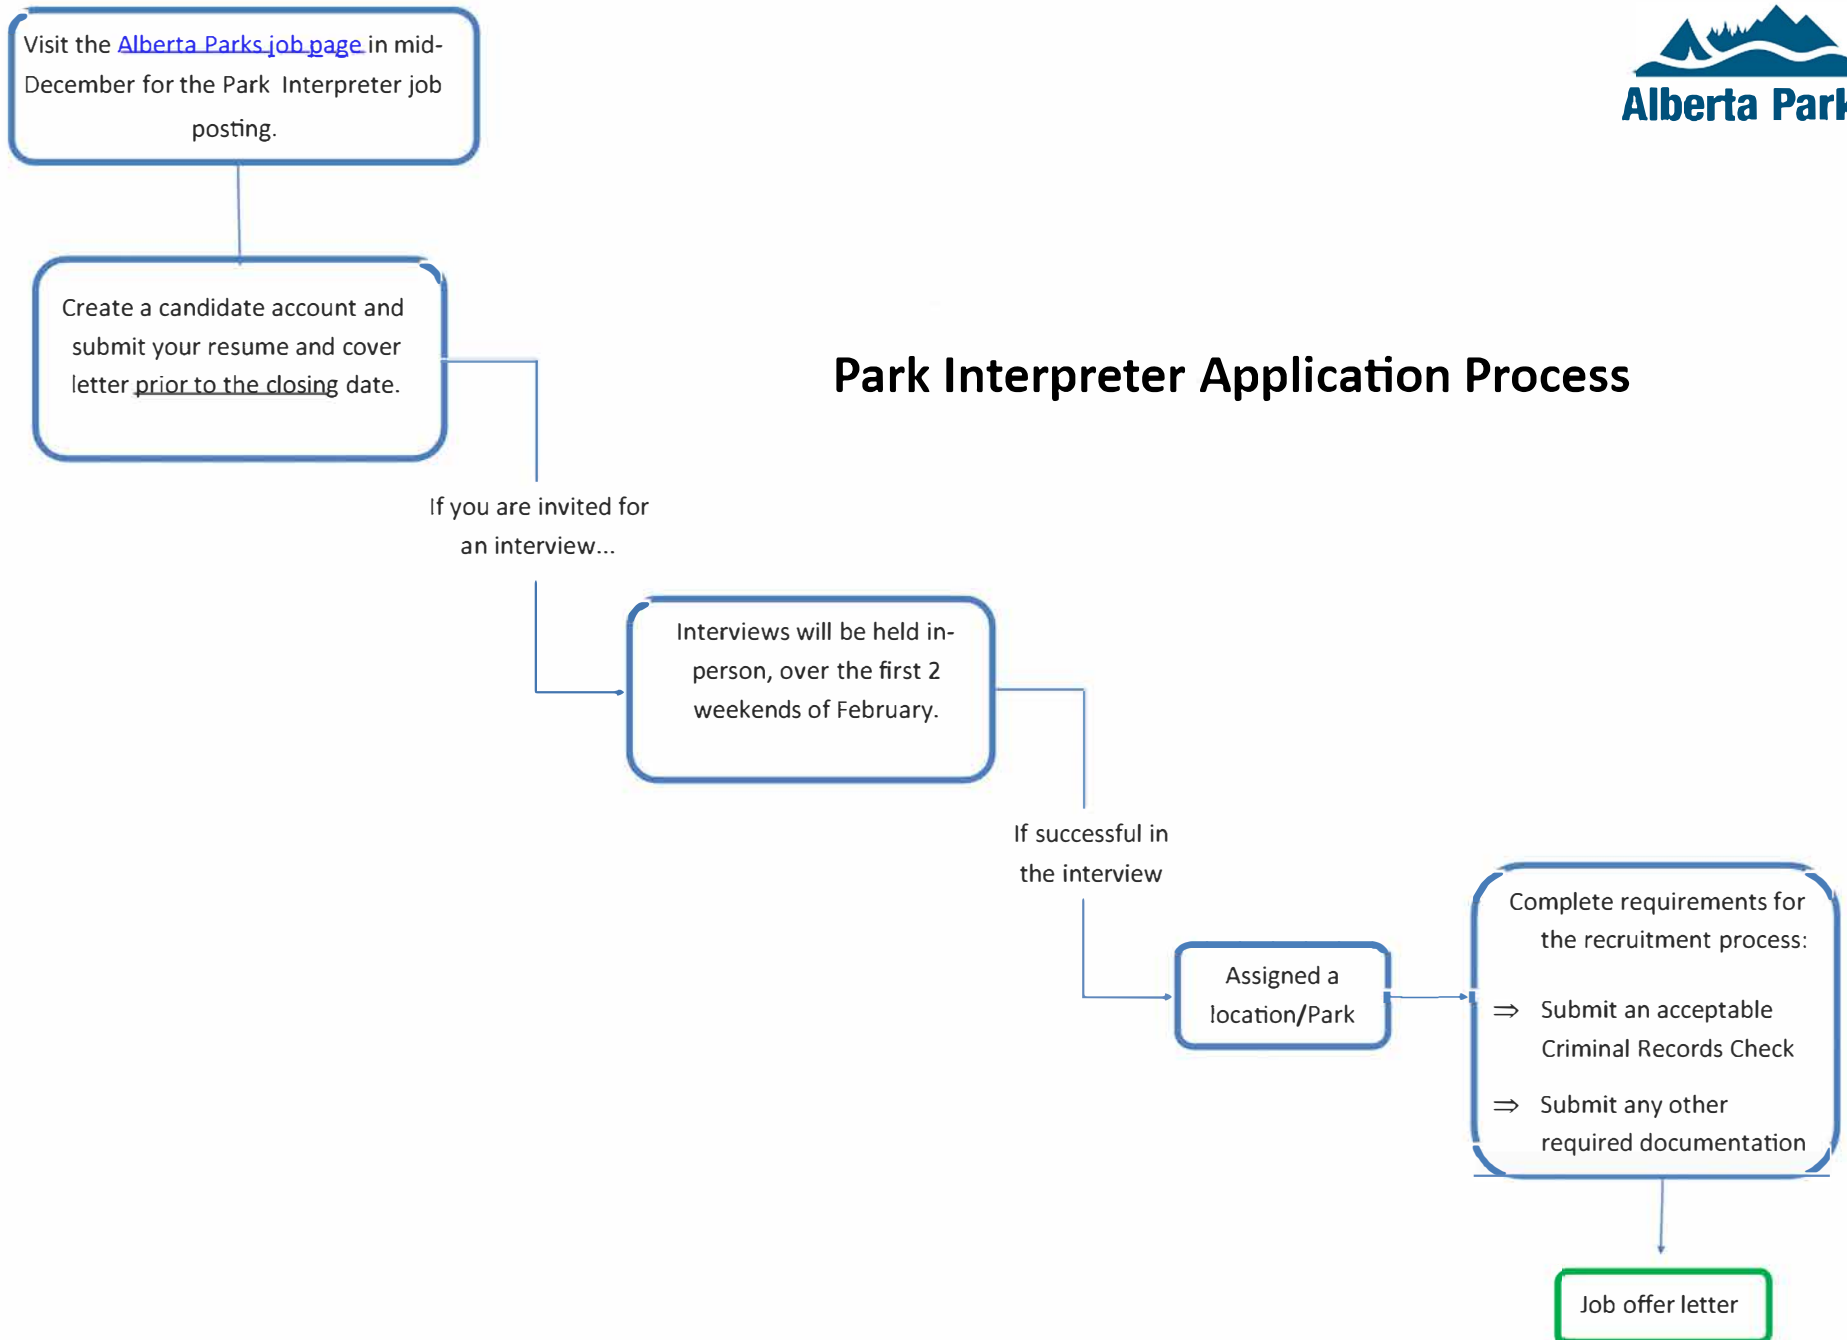 Visit the Alberta Parks job page in mid-
December for the Park Interpreter job
posting.
Alberta Park
Create a candidate account and
submit your resume and cover
letter prior to the closing date.
Park Interpreter Application Process
If you are invited for
an interview...
Interviews will be held in-
person, over the first 2
weekends of February.
If successful in
the interview
Assigned a
location/Park
Complete requirements for
the recruitment process:
⇒ Submit an acceptable
Criminal Records Check
⇒ Submit any other
required documentation
Job offer letter